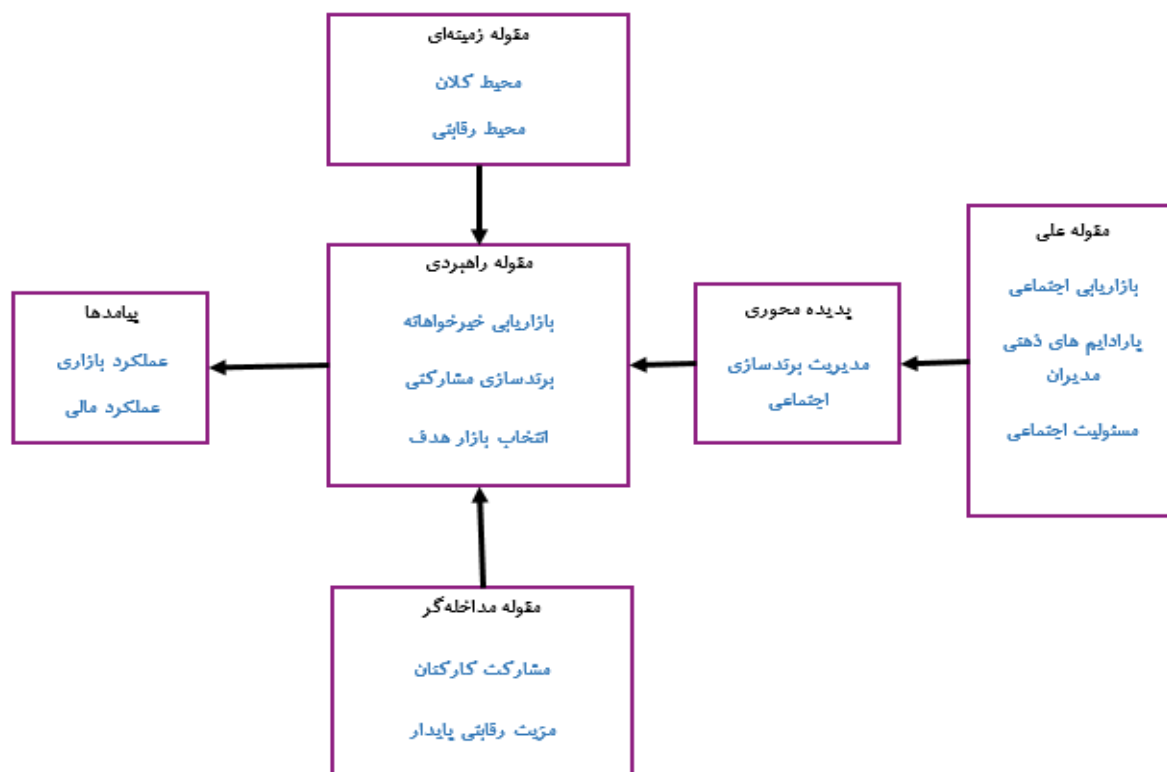 مقوله زمینه‌ای
محیط کلان
محیط رقابتی
مقوله علی
بازاریابی اجتماعی
پارادایم های ذهنی
مدیران
مسئولیت اجتماعی
پدیده محوری
مدیریت برندسازی
اجتماعی
مقوله راهبردی
بازاریابی خیرخواهانه
برندسازی مشارکتی
انتخاب بازار هدف
پیامدها
عملکرد بازاری
عملکرد مالی
مقوله مداخله‌گر
مشارکت کارکنان
مزیت رقابتی پایدار